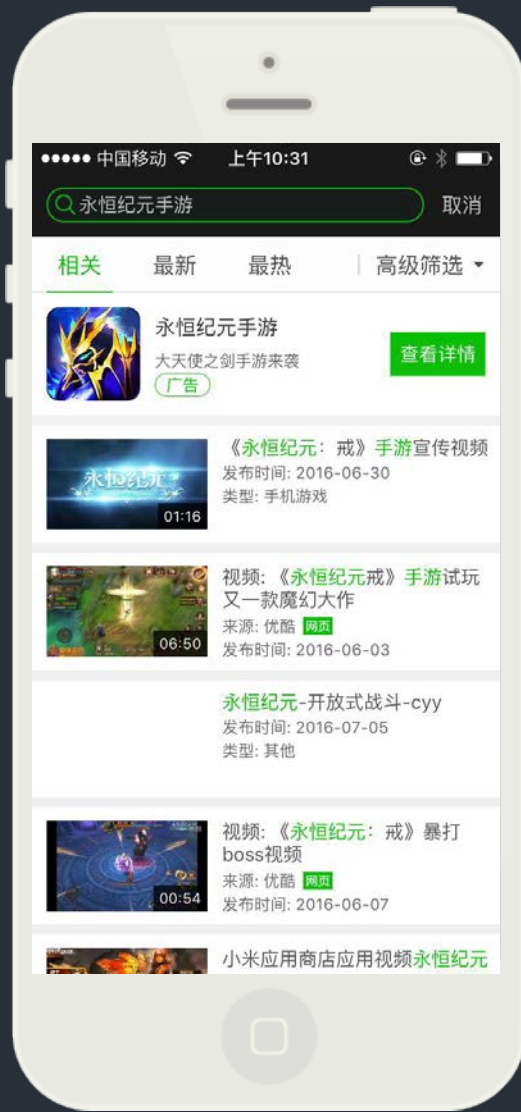 中国移动 上午10:31
永恒纪元手游 取消
相关 最新 最热 高级筛选
永恒纪元手游
大天使之剑手游来袭
广告
查看详情
永恒纪元
01:16
《永恒纪元：戒》手游宣传视频
发布时间: 2016-06-30
类型: 手机游戏
06:50
视频: 《永恒纪元戒》手游试玩
又一款魔幻大作
来源: 优酷 网页
发布时间: 2016-06-03
永恒纪元-开放式战斗-cyy
发布时间: 2016-07-05
类型: 其他
00:54
视频: 《永恒纪元：戒》暴打
boss视频
来源: 优酷 网页
发布时间: 2016-06-07
小米应用商店应用视频永恒纪元